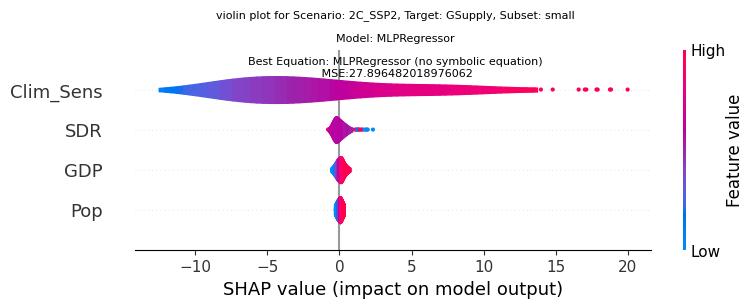 violin plot for Scenario: 2C_SSP2, Target: GSupply, Subset: small
Model: MLPRegressor
Best Equation: MLPRegressor (no symbolic equation)
MSE:27.896482018976062
High
Clim_Sens
SDR
GDP
Pop
Feature value
Low
−10 −5 0 5 10 15 20
SHAP value (impact on model output)